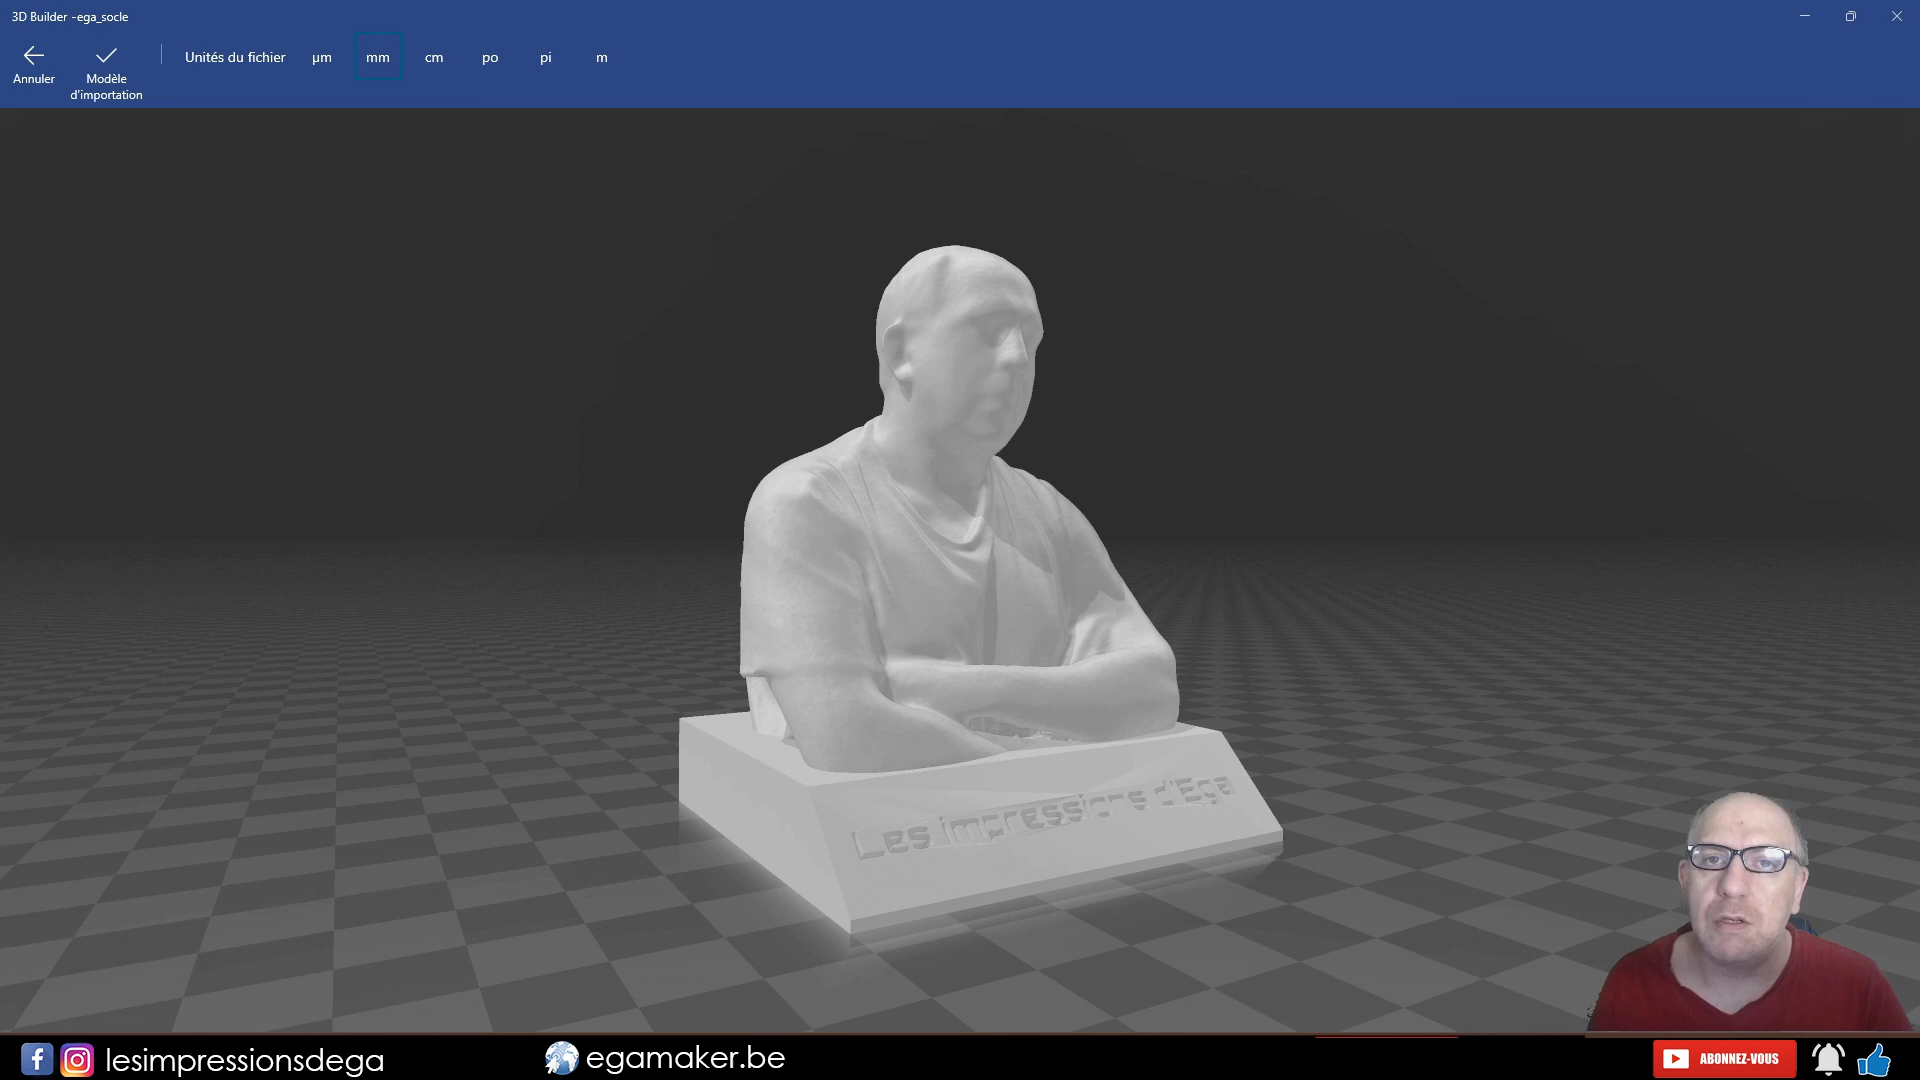 3D Builder -ega_socle
Annuler
Modèle
d'importation
Unités du fichier
µm
mm
cm
po
pi
m
Les impressions d'Ega
lesimpressionsdega
egamaker.be
ABONNEZ-VOUS